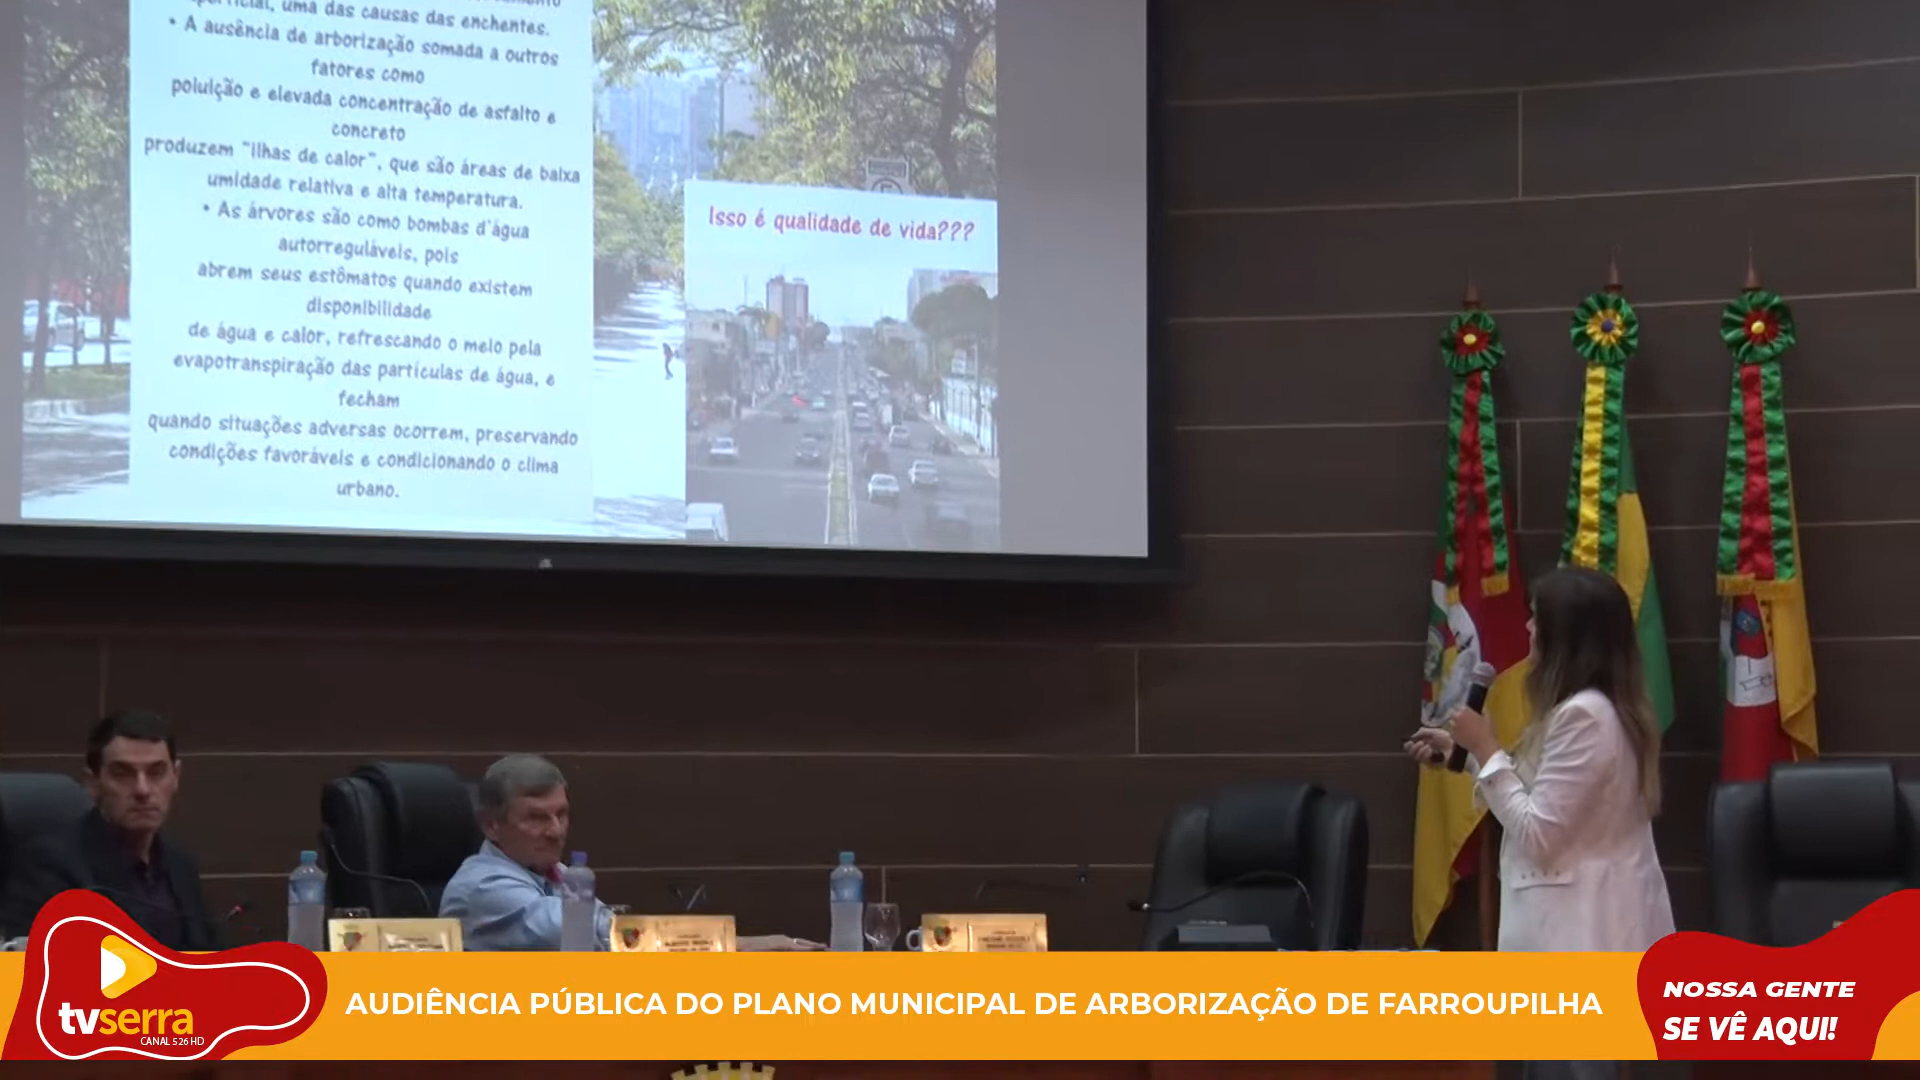 uma das causas das enchentes.
• A ausência de arborização somada a outros
fatores como
poluição e elevada concentração de asfalto e
concreto
produzem "ilhas de calor", que são áreas de baixa
umidade relativa e alta temperatura.
• As árvores são como bombas d'água
autorreguláveis, pois
abrem seus estômatos quando existem
disponibilidade
de água e calor, refrescando o meio pela
evapotranspiração das partículas de água, e
fecham
quando situações adversas ocorrem, preservando
condições favoráveis e condicionando o clima
urbano.
Isso é qualidade de vida???
tvserra
CANAL 526 HD
AUDIÊNCIA PÚBLICA DO PLANO MUNICIPAL DE ARBORIZAÇÃO DE FARROUPILHA
NOSSA GENTE
SE VÊ AQUI!